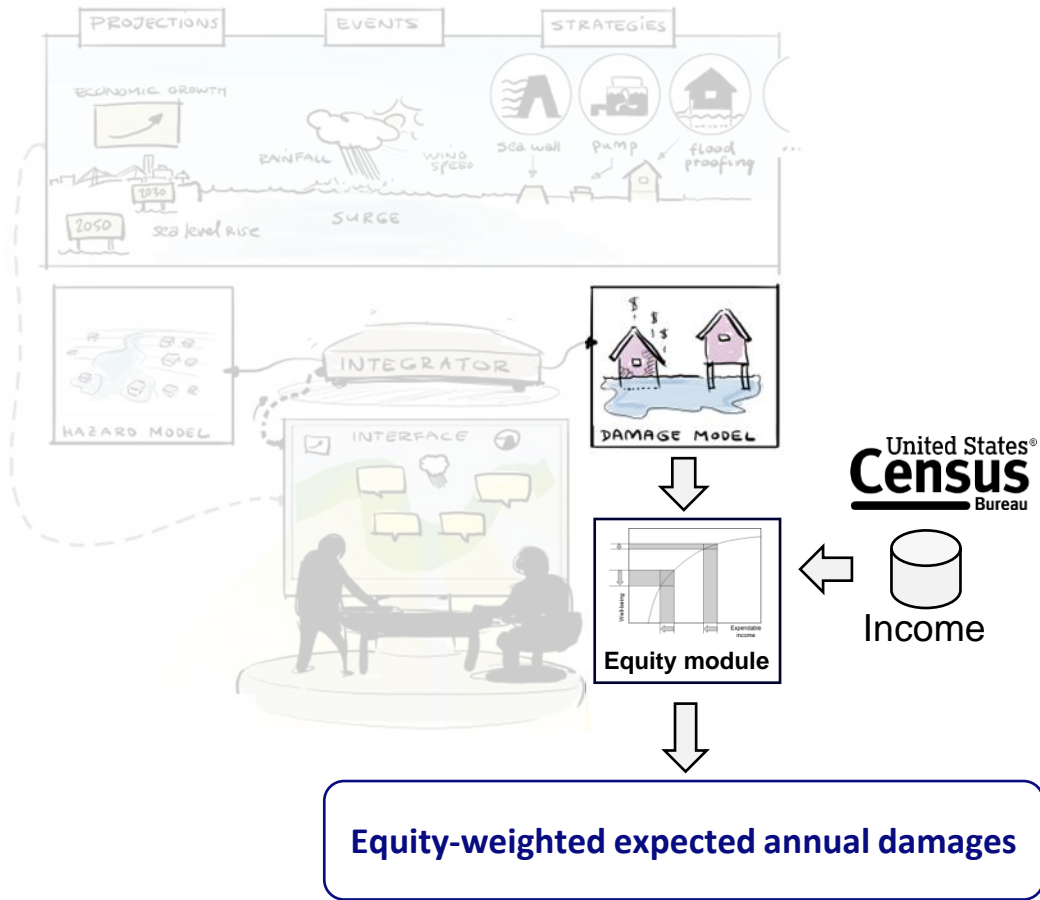 PROJECTIONS
EVENTS
STRATEGIES
ECONOMIC GROWTH
RAINFALL
WIND
SPEED
sea wall
pump
flood
proofing
...
2030
2050
sea level Rise
SURGE
INTEGRATOR
HAZARD MODEL
INTERFACE
$
$
$
DAMAGE MODEL
United States®
Census
Bureau
Well-being
Expendable
income
Equity module
Income
Equity-weighted expected annual damages